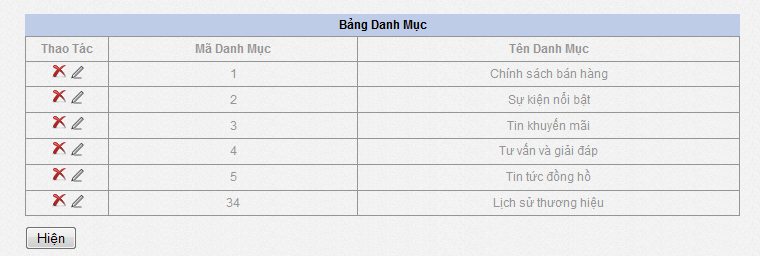 Bảng Danh Mục
Thao Tác Mã Danh Mục Tên Danh Mục
1 Chính sách bán hàng
2 Sự kiện nổi bật
3 Tin khuyến mãi
4 Tư vấn và giải đáp
5 Tin tức đồng hồ
34 Lịch sử thương hiệu
Hiện